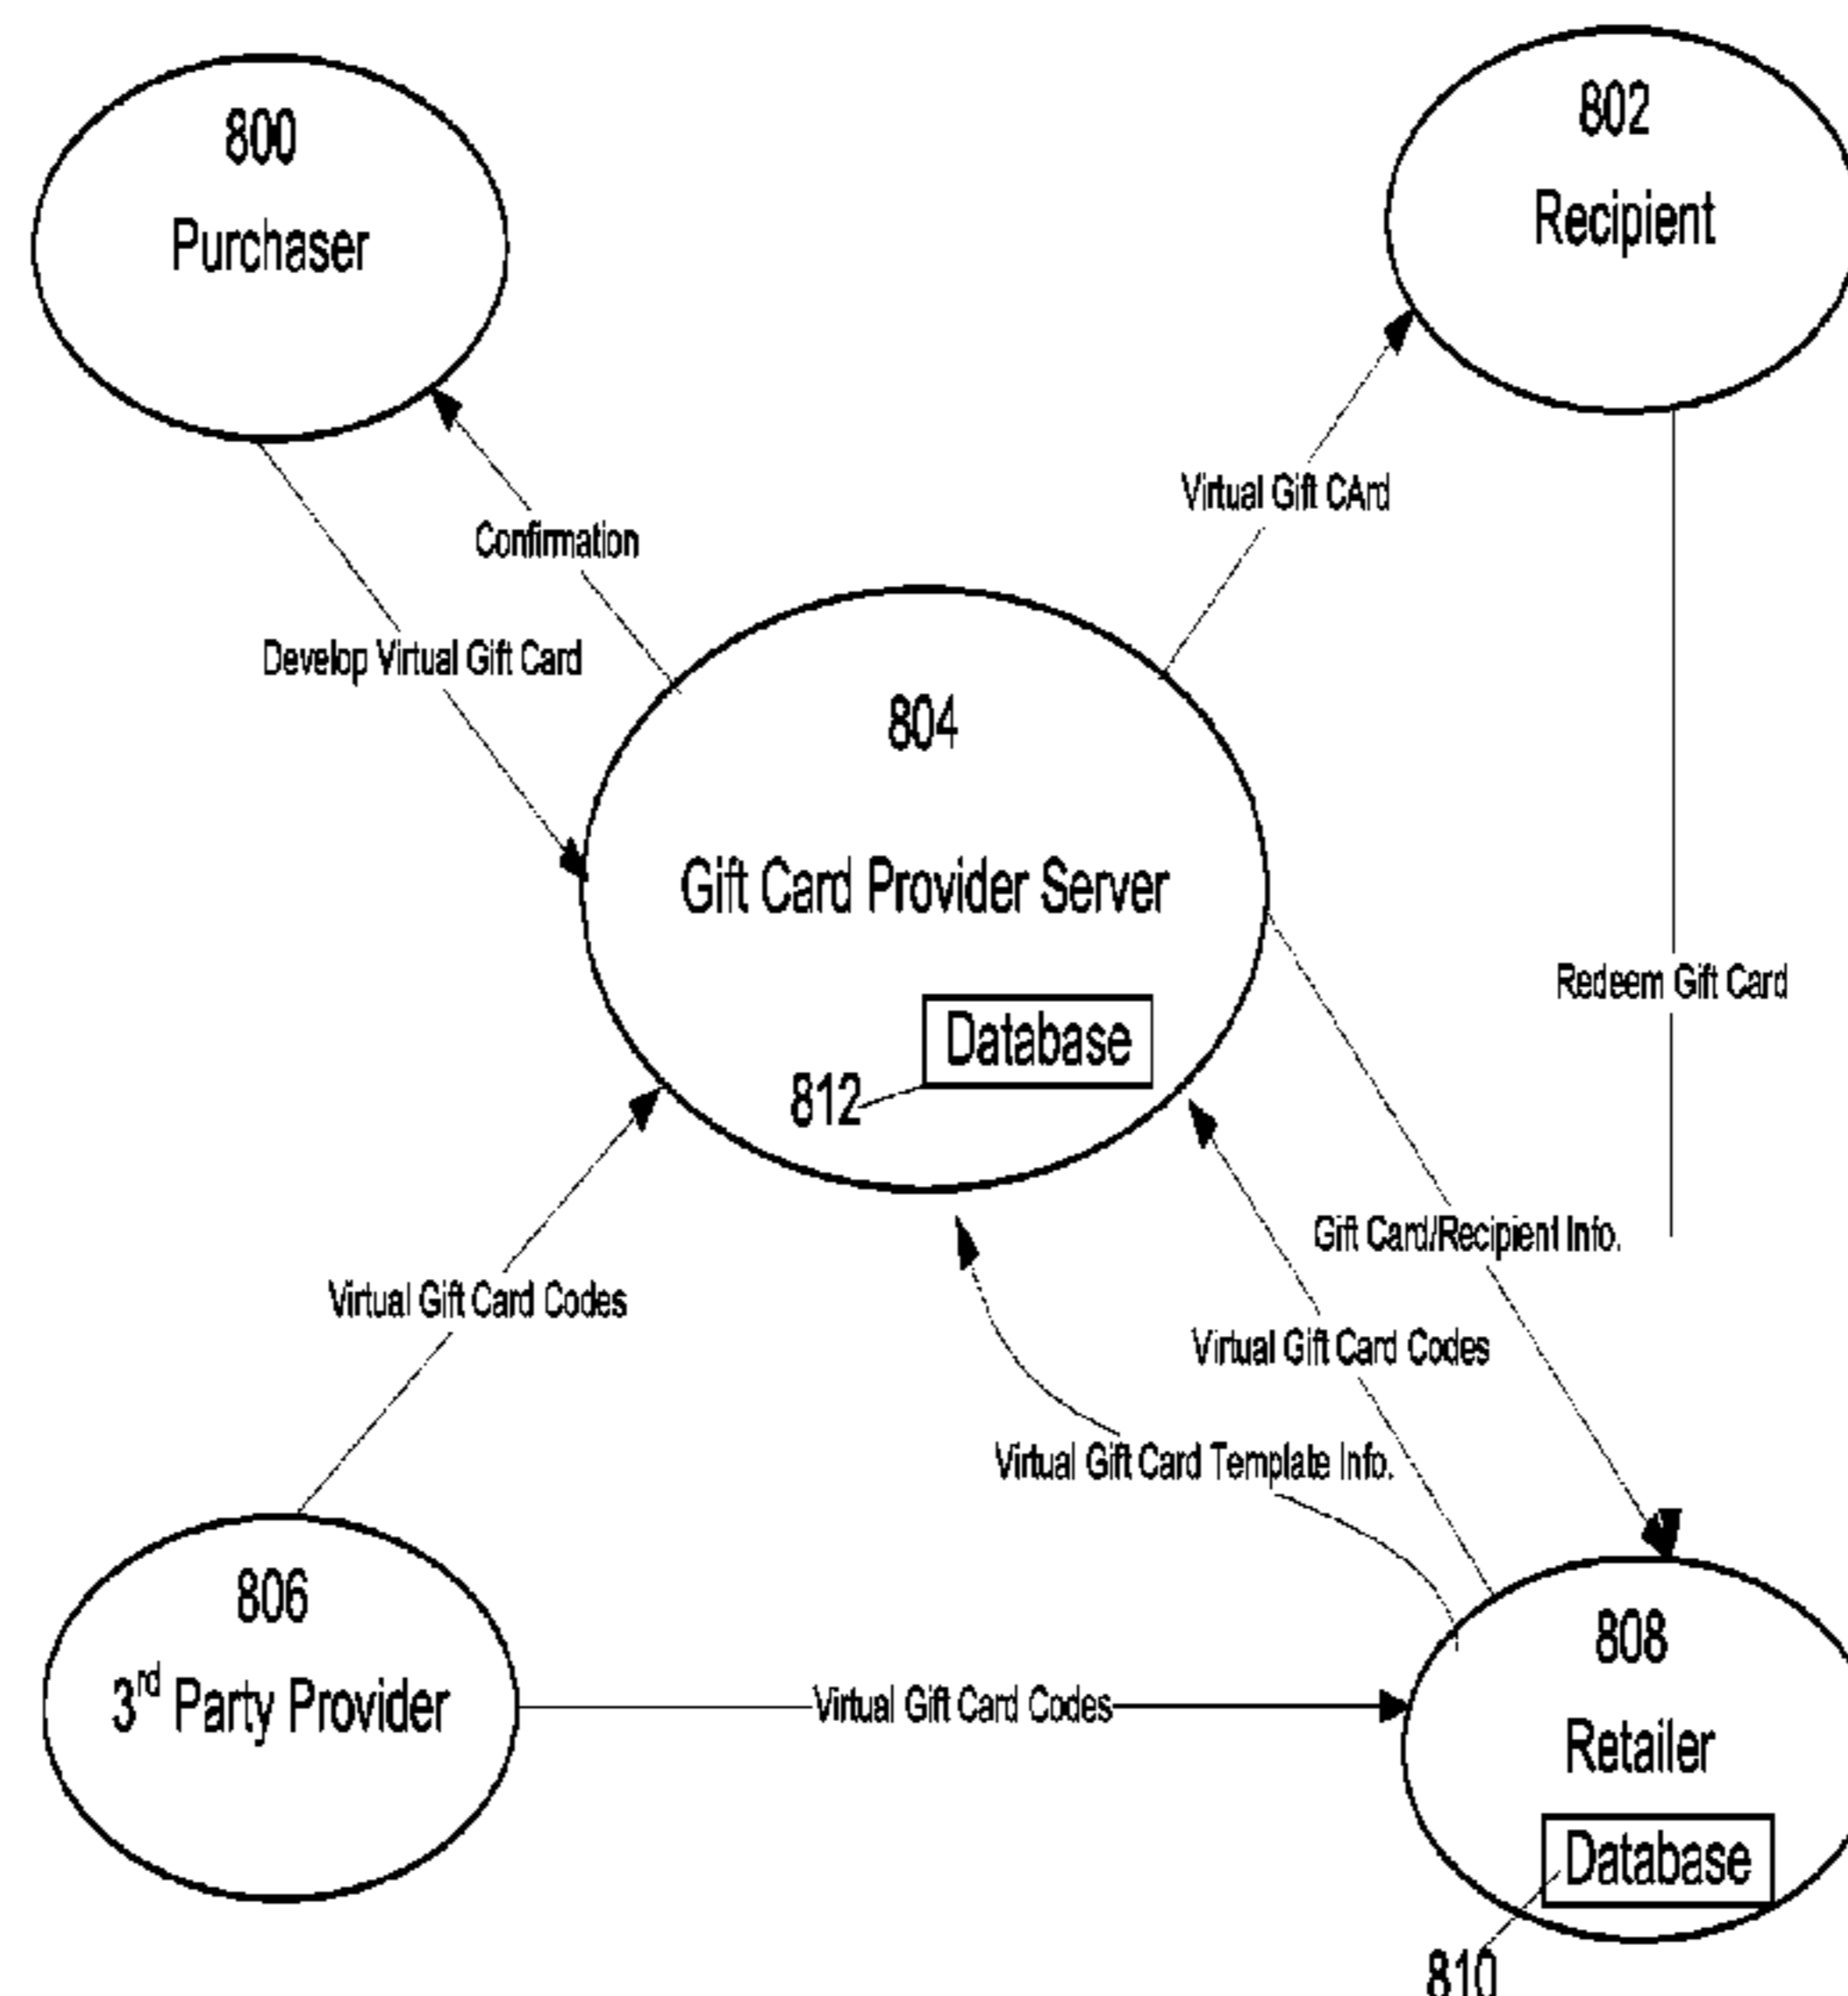 800
Purchaser
802
Recipient
Virtual Gift CArd
Confirmation
Develop Virtual Gift Card
804
Gift Card Provider Server
Database
812
Redeem Gift Card
Gift Card/Recipient Info.
Virtual Gift Card Codes
Virtual Gift Card Codes
Virtual Gift Card Template Info.
806
3rd Party Provider
Virtual Gift Card Codes
808
Retailer
Database
810